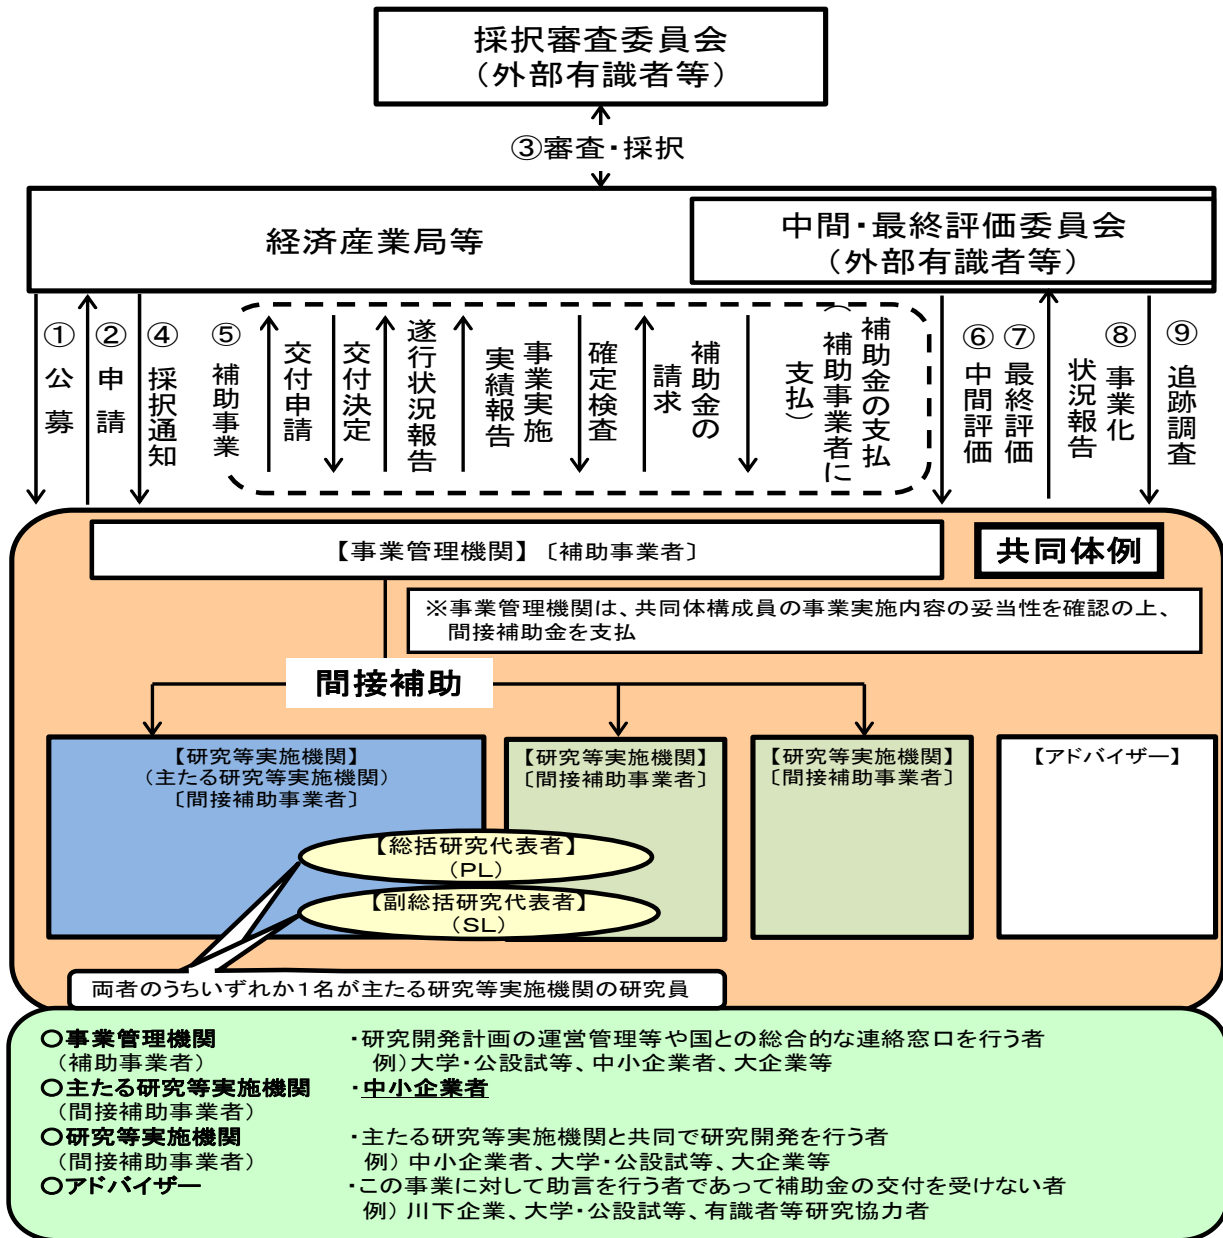 採択審査委員会
（外部有識者等）
③審査・採択
経済産業局等
中間・最終評価委員会
（外部有識者等）
①公募
②申請
④採択通知
⑤補助事業
交付申請
交付決定
遂行状況報告
事業実施
実績報告
確定検査
補助金の
請求
補助金の支払
（補助事業者に
支払）
⑥中間評価
⑦最終評価
⑧事業化
状況報告
⑨追跡調査
【事業管理機関】〔補助事業者〕
共同体例
※事業管理機関は、共同体構成員の事業実施内容の妥当性を確認の上、
間接補助金を支払
間接補助
【研究等実施機関】
（主たる研究等実施機関）
〔間接補助事業者〕
【研究等実施機関】
〔間接補助事業者〕
【研究等実施機関】
〔間接補助事業者〕
【アドバイザー】
【総括研究代表者】
（PL）
【副総括研究代表者】
（SL）
両者のうちいずれか１名が主たる研究等実施機関の研究員
○事業管理機関　・研究開発計画の運営管理等や国との総合的な連絡窓口を行う者
（補助事業者）　例）大学・公設試等、中小企業者、大企業等
○主たる研究等実施機関　・中小企業者
（間接補助事業者）
○研究等実施機関　・主たる研究等実施機関と共同で研究開発を行う者
（間接補助事業者）　例）中小企業者、大学・公設試等、大企業等
○アドバイザー　・この事業に対して助言を行う者であって補助金の交付を受けない者
例）川下企業、大学・公設試等、有識者等研究協力者